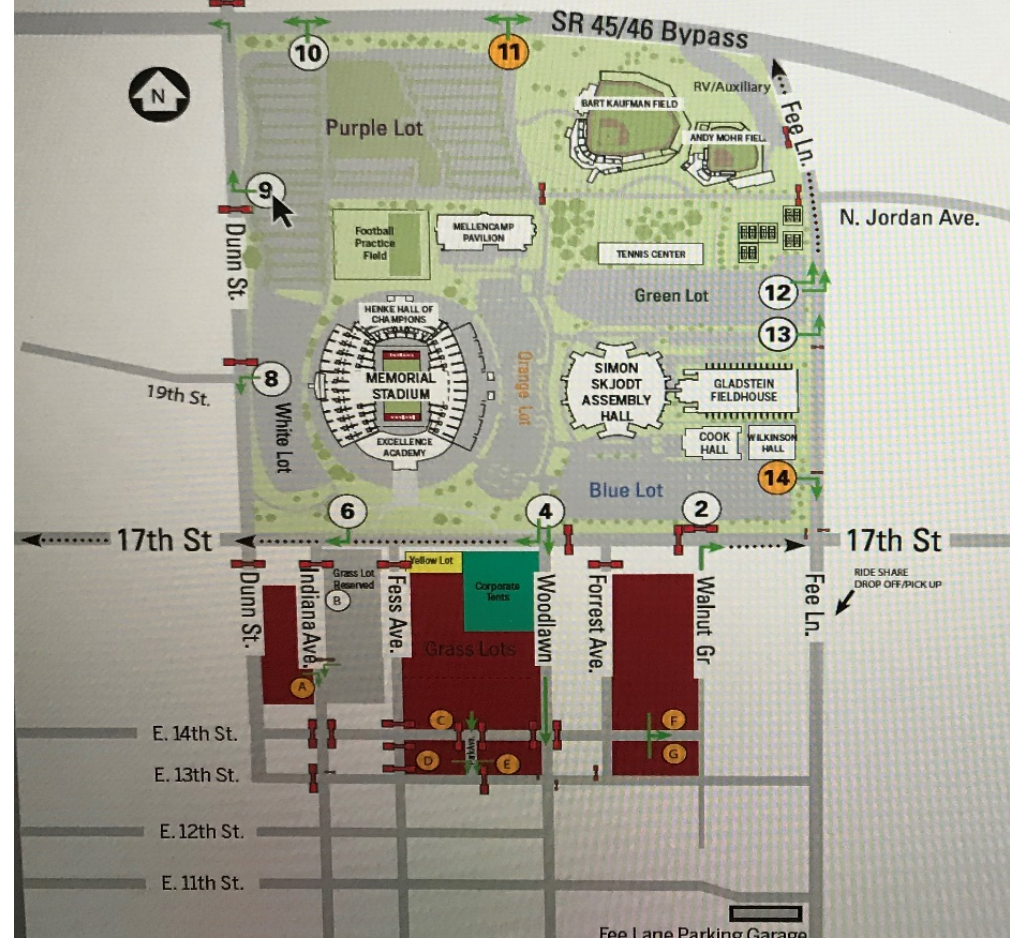 SR 45/46 Bypass
10
11
N
RV/Auxiliary
BART KAUFMAN FIELD
Fee Ln.
Purple Lot
ANDY MOHR FIEL
9
N. Jordan Ave.
Dunn St.
Football
Practice
Field
MELLENCAMP
PAVILION
TENNIS CENTER
12
Green Lot
HENKE HALL OF
CHAMPIONS
13
Orange Lot
8
19th St.
MEMORIAL
STADIUM
SIMON
SKJODT
ASSEMBLY
HALL
GLADSTEIN
FIELDHOUSE
White Lot
EXCELLENCE
ACADEMY
COOK
HALL
WILKINSON
HALL
14
Blue Lot
6
4
2
17th St
17th St
Yellow Lot
RIDE SHARE
DROP OFF/PICK UP
Dunn St.
Indiana Ave.
Grass Lot
Reserved
B
Fess Ave.
Corporate
Tents
Woodlawn
Forrest Ave.
Walnut Gr
Fee Ln.
Grass Lots
A
C
F
E. 14th St.
D
E
G
E. 13th St.
E. 12th St.
E. 11th St.
Fee Lane Parking Garage